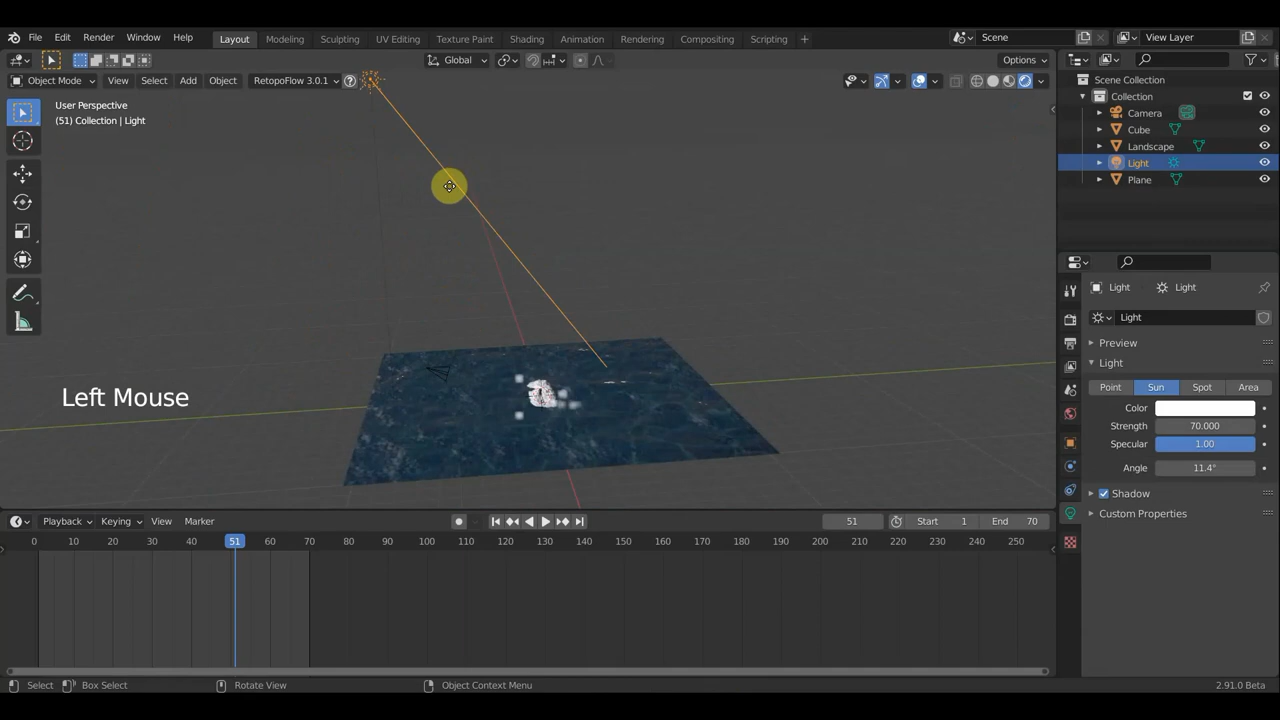 File Edit Render Window Help Layout Modeling Sculpting UV Editing Texture Paint Shading Animation Rendering Compositing Scripting + Scene View Layer
Global Options
Object Mode View Select Add Object RetopoFlow 3.0.1
User Perspective
(51) Collection | Light
Scene Collection
Collection
Camera
Cube
Landscape
Light
Plane
Light Light
Light
Preview
Light
Point Sun Spot Area
Color
Strength 70.000
Specular 1.00
Angle 11.4°
Shadow
Custom Properties
Left Mouse
Playback Keying View Marker 51 Start 1 End 70
0 10 20 30 40 51 60 70 80 90 100 110 120 130 140 150 160 170 180 190 200 210 220 230 240 250
Select Box Select Rotate View Object Context Menu 2.91.0 Beta